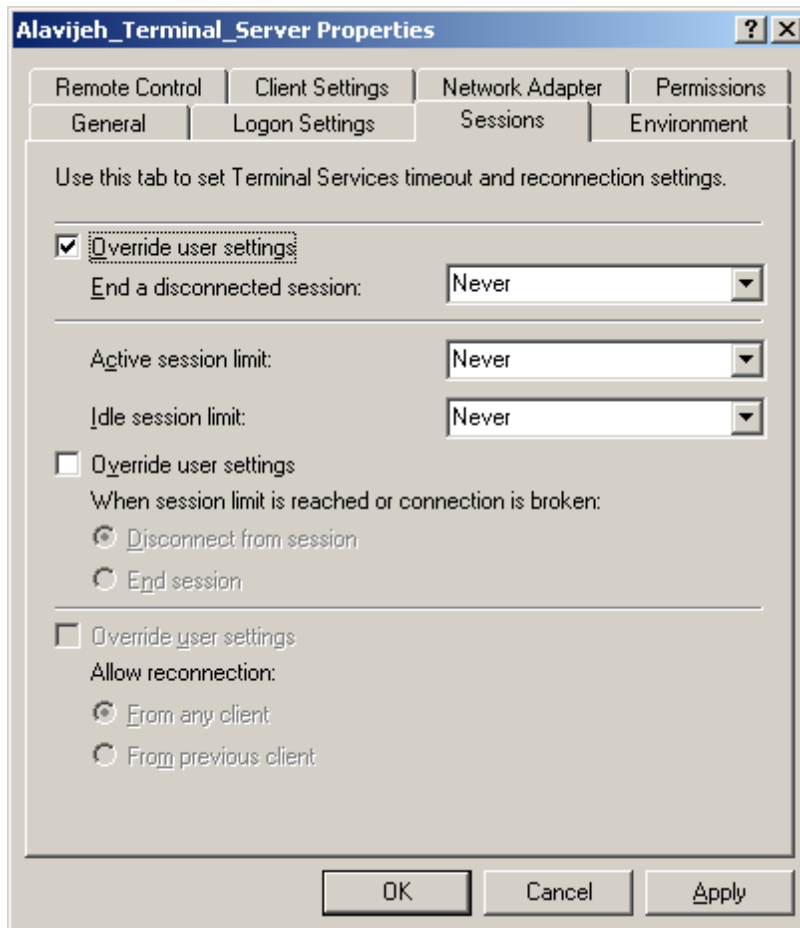 Alavijeh_Terminal_Server Properties
Remote Control Client Settings Network Adapter Permissions
General Logon Settings Sessions Environment
Use this tab to set Terminal Services timeout and reconnection settings.
Override user settings
End a disconnected session: Never
Active session limit: Never
Idle session limit: Never
Override user settings
When session limit is reached or connection is broken:
Disconnect from session
End session
Override user settings
Allow reconnection:
From any client
From previous client
OK Cancel Apply